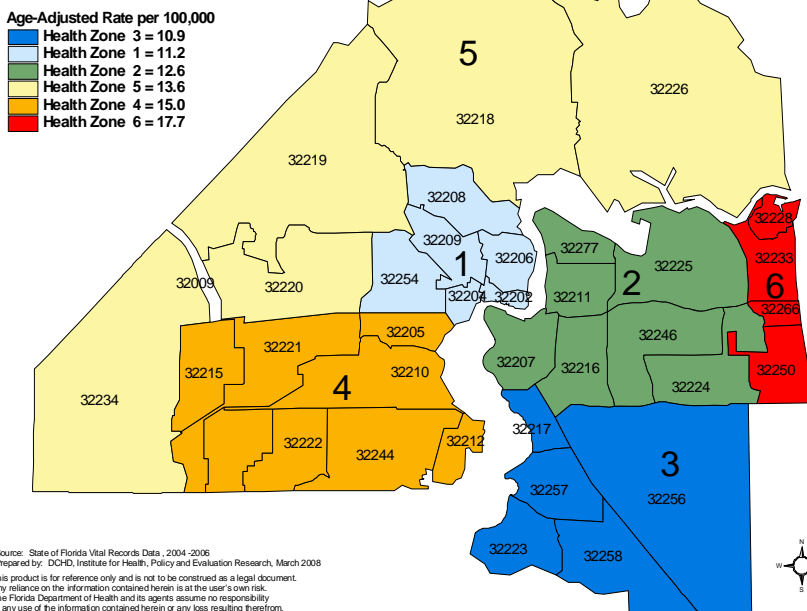 Age-Adjusted Rate per 100,000
Health Zone 3 = 10.9
Health Zone 1 = 11.2
Health Zone 2 = 12.6
Health Zone 5 = 13.6
Health Zone 4 = 15.0
Health Zone 6 = 17.7
5
32226
32218
32219
32208
32228
32209
32277
32206
1
32233
32225
2
6
32009
32220
32254
32204
32202
32211
32266
32205
32221
32246
32207
32216
32210
32215
32250
32224
4
32234
32217
32222
32212
32244
3
32257
32256
32223
32258
Source: State of Florida Vital Records Data , 2004 -2006
Prepared by: DCHD, Institute for Health, Policy and Evaluation Research, March 2008
his product is for reference only and is not to be construed as a legal document.
ny reliance on the information contained herein is at the user's own risk.
he Florida Department of Health and its agents assume no responsibility
any use of the information contained herein or any loss resulting therefrom.
N
W
S